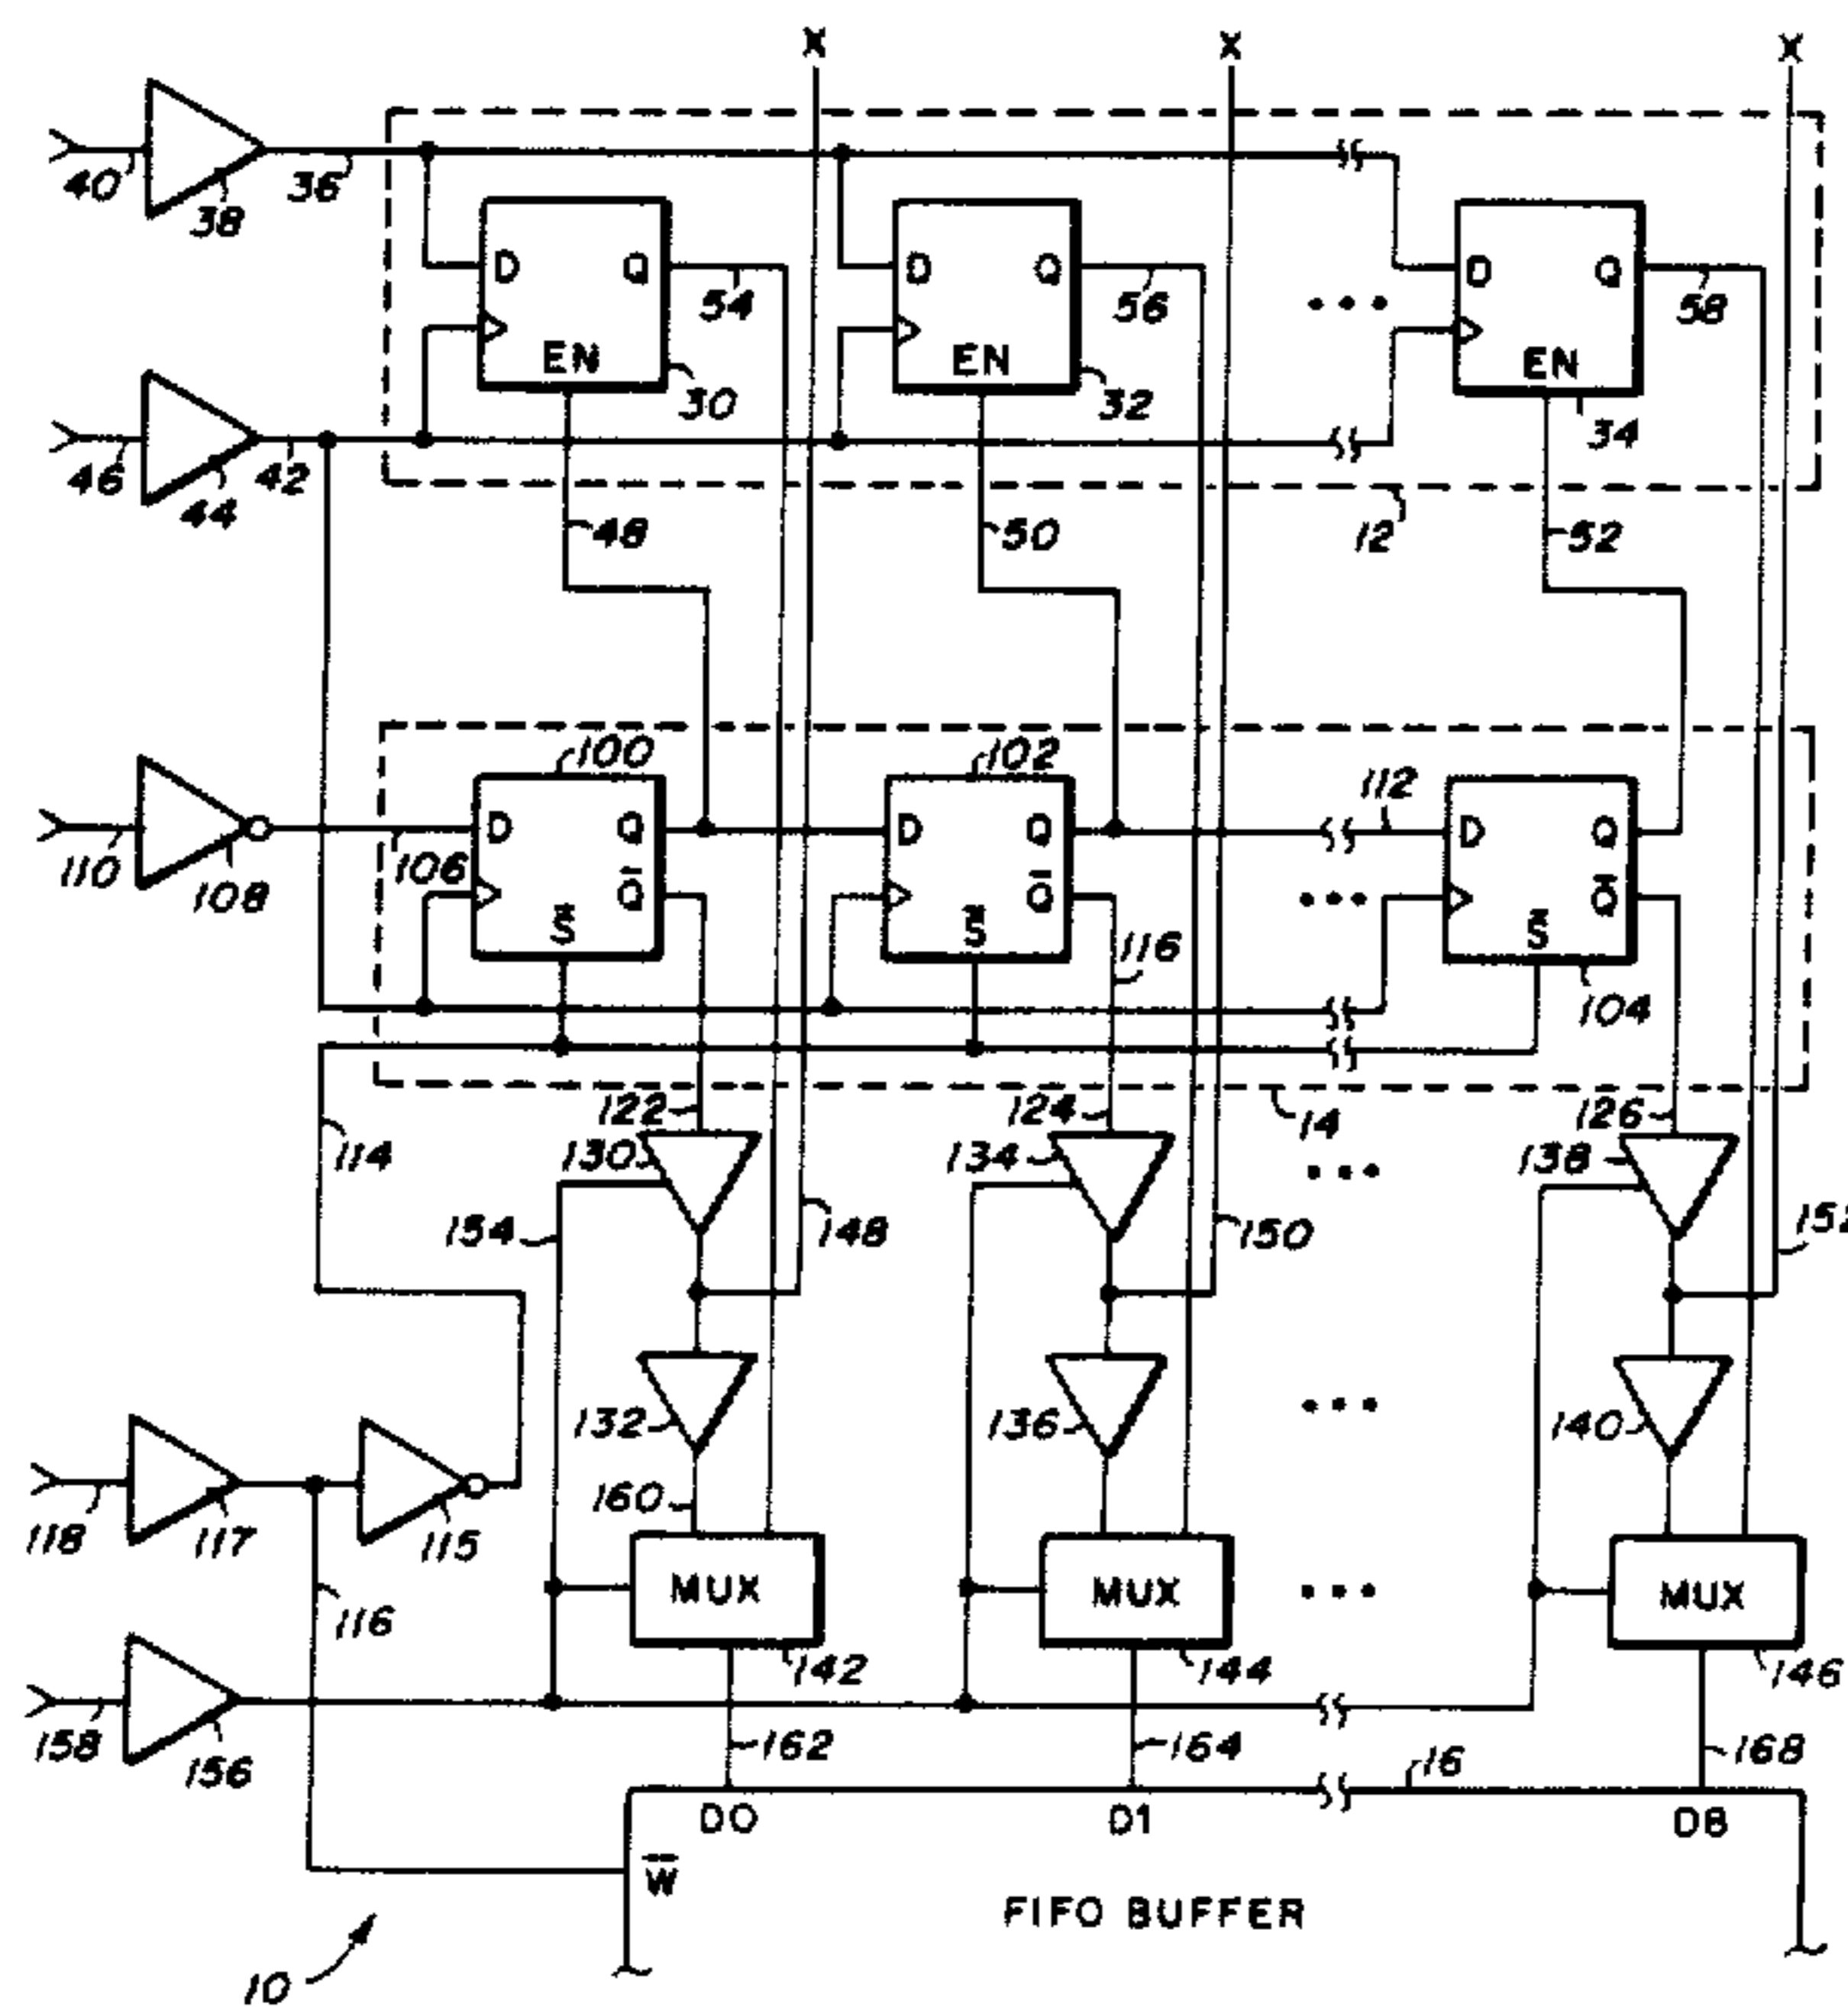 X X X
40 38 36
D Q 54 D Q 56 D Q 58
EN 30 EN 32 EN 34
46 44 42
48 50 12 52
100 102 112
D Q D Q D Q
110 108 106 Q̅ Q̅ Q̅
S̅ S̅ S̅
116 104
122 124 14 126
114 130 134 138
154 148 150
132 136 140
118 117 115 160
MUX MUX MUX
116 142 144 146
158 156 162 164 16 168
D0 D1 D8
W̅
FIFO BUFFER
10